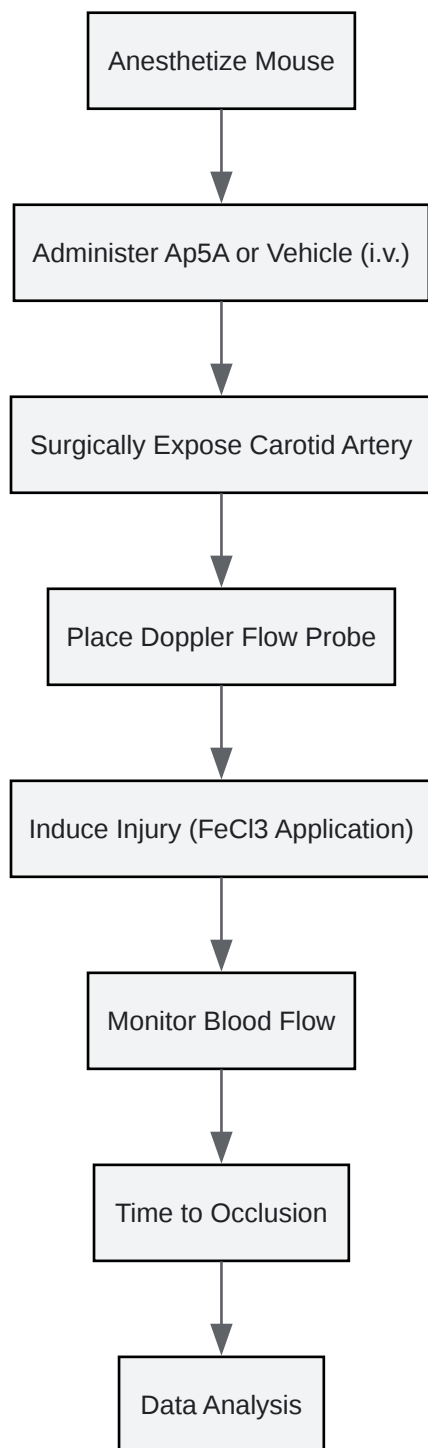 Anesthetize Mouse
Administer Ap5A or Vehicle (i.v.)
Surgically Expose Carotid Artery
Place Doppler Flow Probe
Induce Injury (FeCl3 Application)
Monitor Blood Flow
Time to Occlusion
Data Analysis